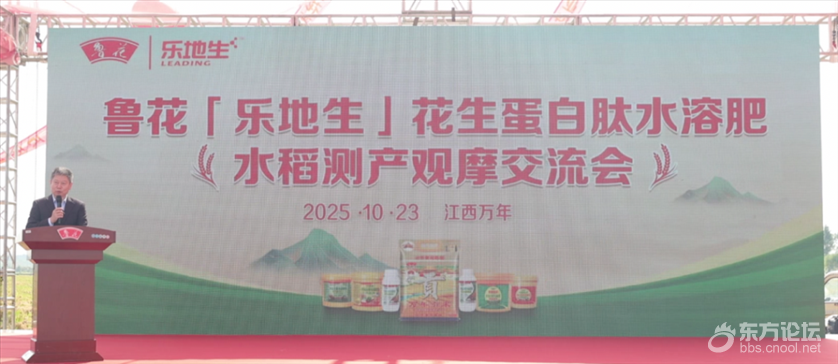 鲁花
乐地生
LEADING
鲁花「乐地生」花生蛋白肽水溶肥
水稻测产观摩交流会
2025·10·23 江西万年
鲁花
东方论坛
bbs.cnool.net